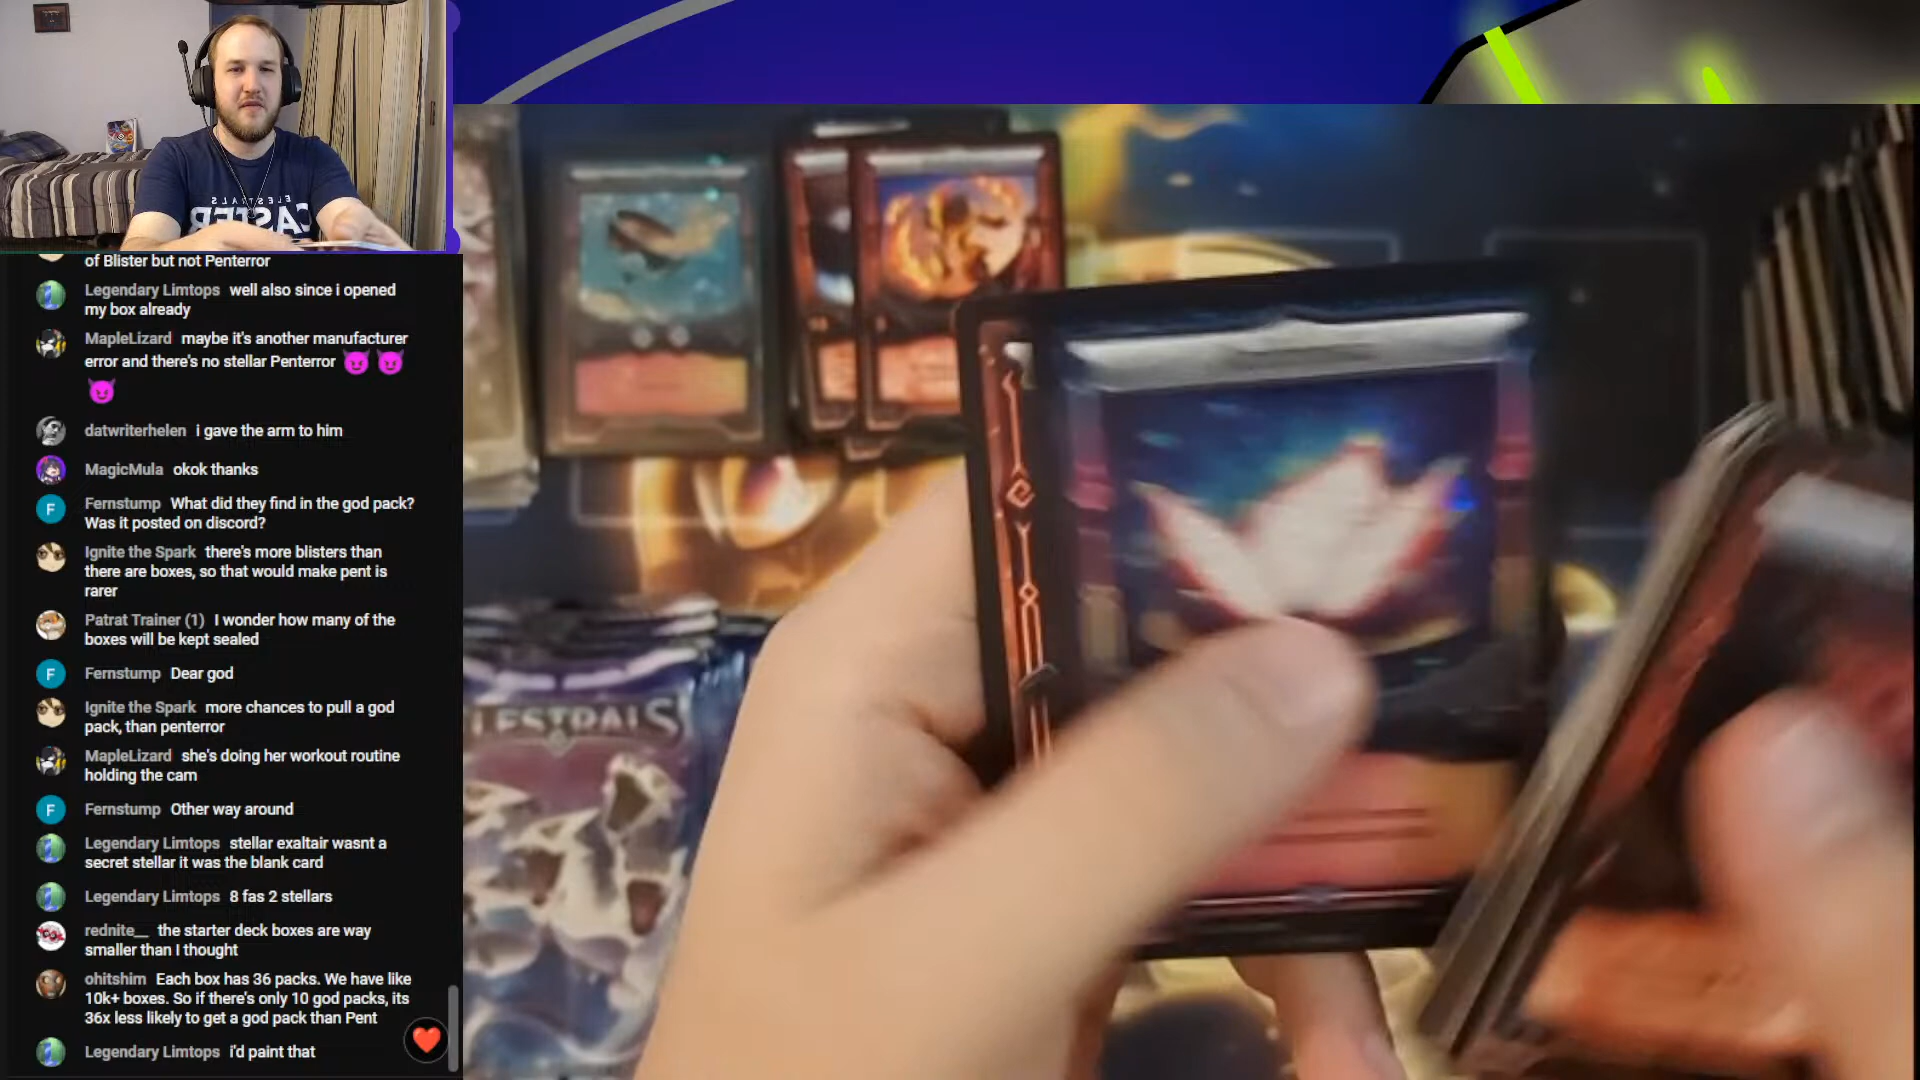 ELESTRALS
CASTER
of Blister but not Penterror
Legendary Limtops well also since i opened
my box already
MapleLizard maybe it's another manufacturer
error and there's no stellar Penterror
datwriterhelen i gave the arm to him
MagicMula okok thanks
F
Fernstump What did they find in the god pack?
Was it posted on discord?
Ignite the Spark there's more blisters than
there are boxes, so that would make pent is
rarer
Patrat Trainer (1) I wonder how many of the
boxes will be kept sealed
F
Fernstump Dear god
Ignite the Spark more chances to pull a god
pack, than penterror
MapleLizard she's doing her workout routine
holding the cam
F
Fernstump Other way around
Legendary Limtops stellar exaltair wasnt a
secret stellar it was the blank card
Legendary Limtops 8 fas 2 stellars
rednite__ the starter deck boxes are way
smaller than I thought
ohitshim Each box has 36 packs. We have like
10k+ boxes. So if there's only 10 god packs, its
36x less likely to get a god pack than Pent
Legendary Limtops i'd paint that
LESTRALS